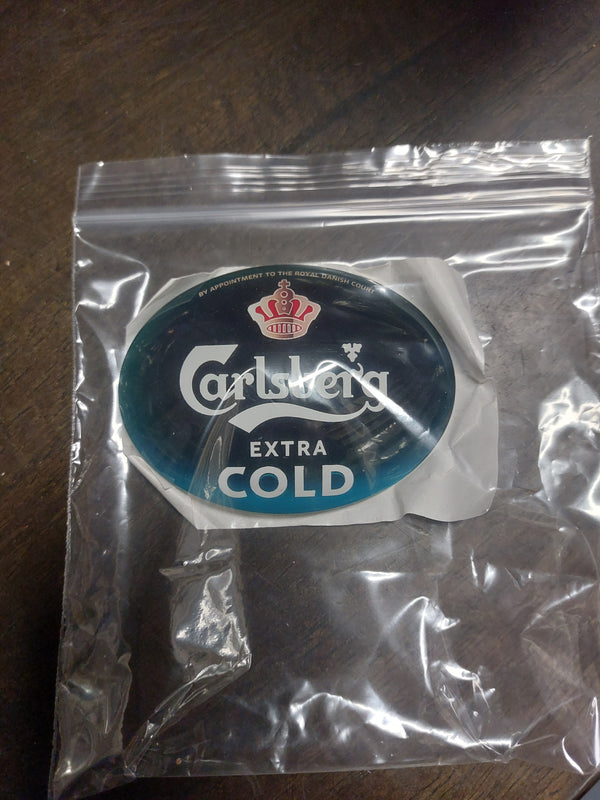 BY APPOINTMENT TO THE ROYAL DANISH COURT
Carlsberg
EXTRA
COLD